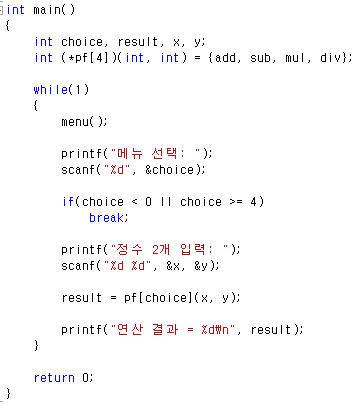 int main()
{
    int choice, result, x, y;
    int (*pf[4])(int, int) = {add, sub, mul, div};

    while(1)
    {
        menu();

        printf("메뉴 선택: ");
        scanf("%d", &choice);

        if(choice < 0 || choice >= 4)
            break;

        printf("정수 2개 입력: ");
        scanf("%d %d", &x, &y);

        result = pf[choice](x, y);

        printf("연산 결과 = %d₩n", result);
    }

    return 0;
}